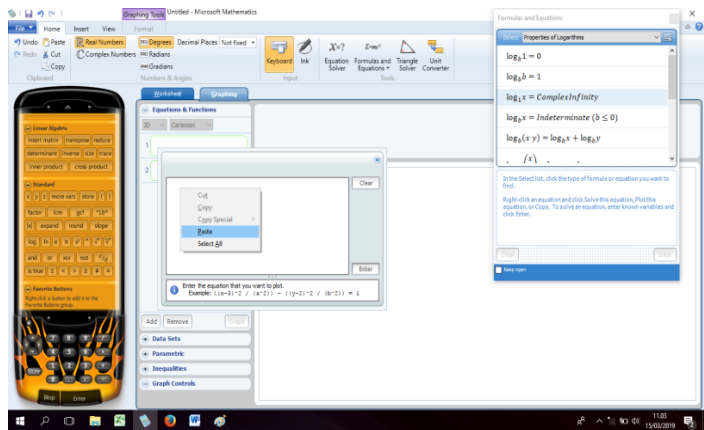 Graphing Tools Untitled - Microsoft Mathematics
File Home Insert View Format
Undo Paste Real Numbers Degrees Decimal Places Not fixed
Redo Cut Complex Numbers Radians
Copy Gradians
Keyboard Ink Equation Solver Formulas and Equations Triangle Solver Unit Converter
Clipboard Numbers & Angles Input Tools
Linear Algebra
insert matrix transpose reduce
determinant inverse size trace
inner product cross product
Standard
x y z more vars store ( )
factor lcm gcf *10^
|x| expand round slope
log ln e
and or xor not
is true ≤ < > ≥ ≠ =
Favorite Buttons
Right-click a button to add it to the
Favorite Buttons group.
Bksp Enter
Worksheet Graphing
Equations & Functions
2D Cartesian
1
2
Cut
Copy
Copy Special
Paste
Select All
Clear
Enter
Enter the equation that you want to plot.
Example: ((x-3)^2 / (a^2)) - ((y-2)^2 / (b^2)) = 1
Add Remove Graph
Data Sets
Parametric
Inequalities
Graph Controls
Formulas and Equations
Select Properties of Logarithms
log_b 1 = 0
log_b b = 1
log_1 x = ComplexInfinity
log_b x = Indeterminate (b ≤ 0)
log_b (x y) = log_b x + log_b y
In the Select list, click the type of formula or equation you want to
find.
Right-click an equation and click Solve this equation, Plot this
equation, or Copy. To solve an equation, enter known variables and
click Enter.
Clear Enter
Keep open
11.03
15/03/2019